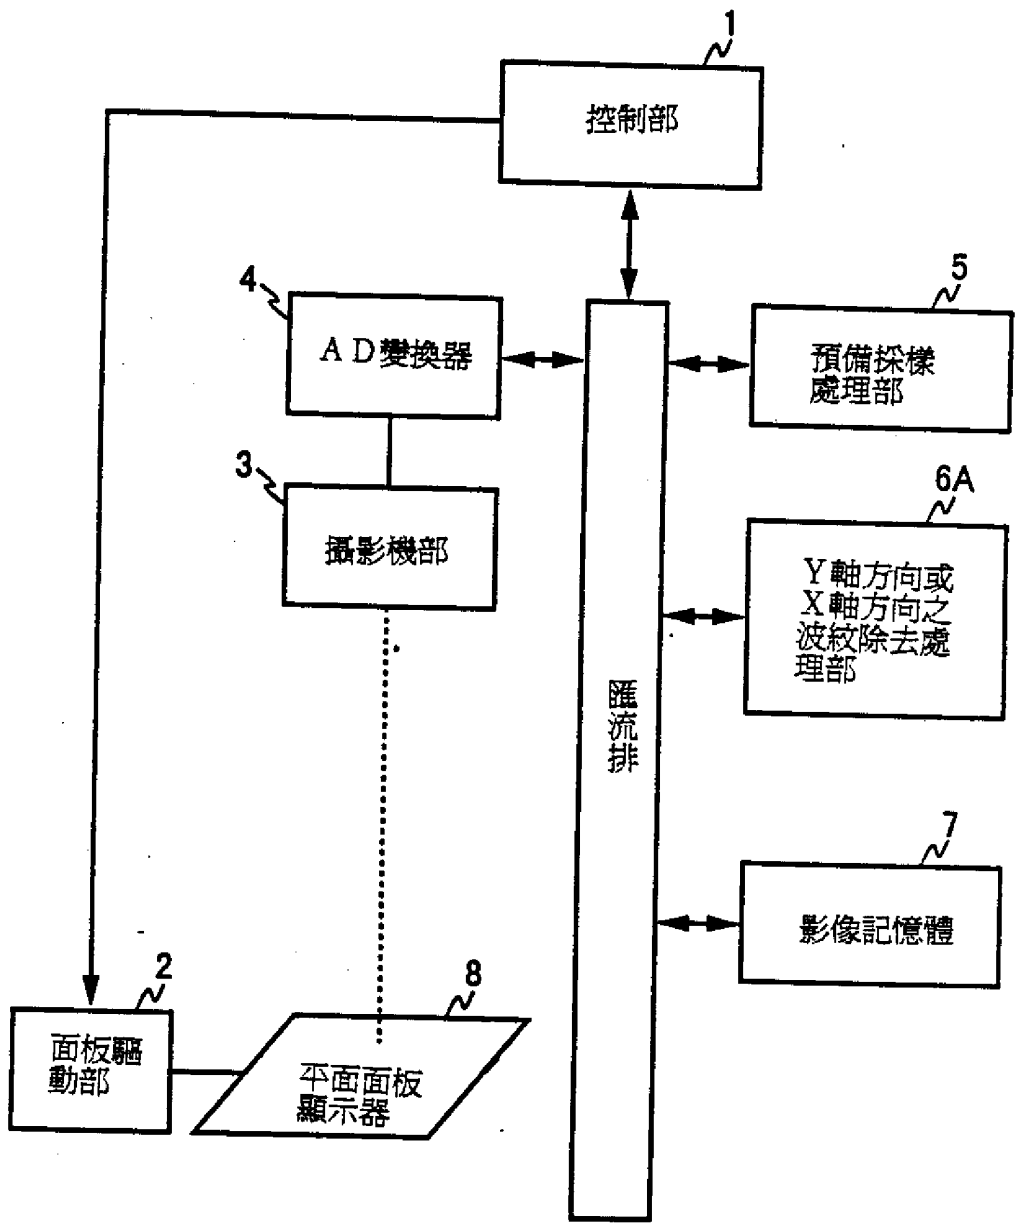 1
控制部
4
AD變換器
5
預備採樣
處理部
3
攝影機部
6A
Y軸方向或
X軸方向之
波紋除去處
理部
匯流排
7
影像記憶體
2
面板驅
動部
8
平面面板
顯示器